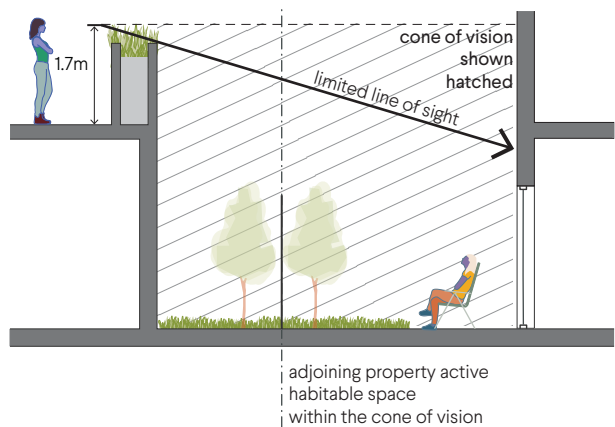 cone of vision
shown
hatched
1.7m
limited line of sight
adjoining property active
habitable space
within the cone of vision